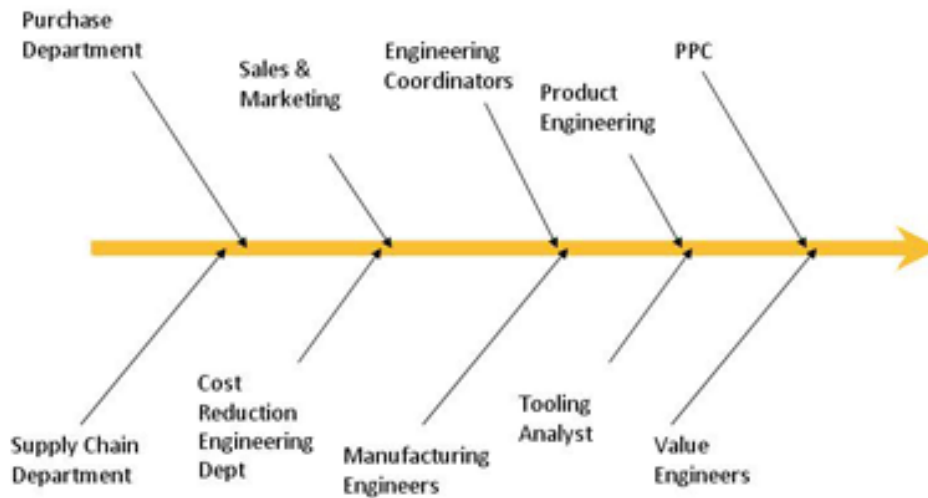 Purchase
Department
Sales &
Marketing
Engineering
Coordinators
Product
Engineering
PPC
Supply Chain
Department
Cost
Reduction
Engineering
Dept
Manufacturing
Engineers
Tooling
Analyst
Value
Engineers